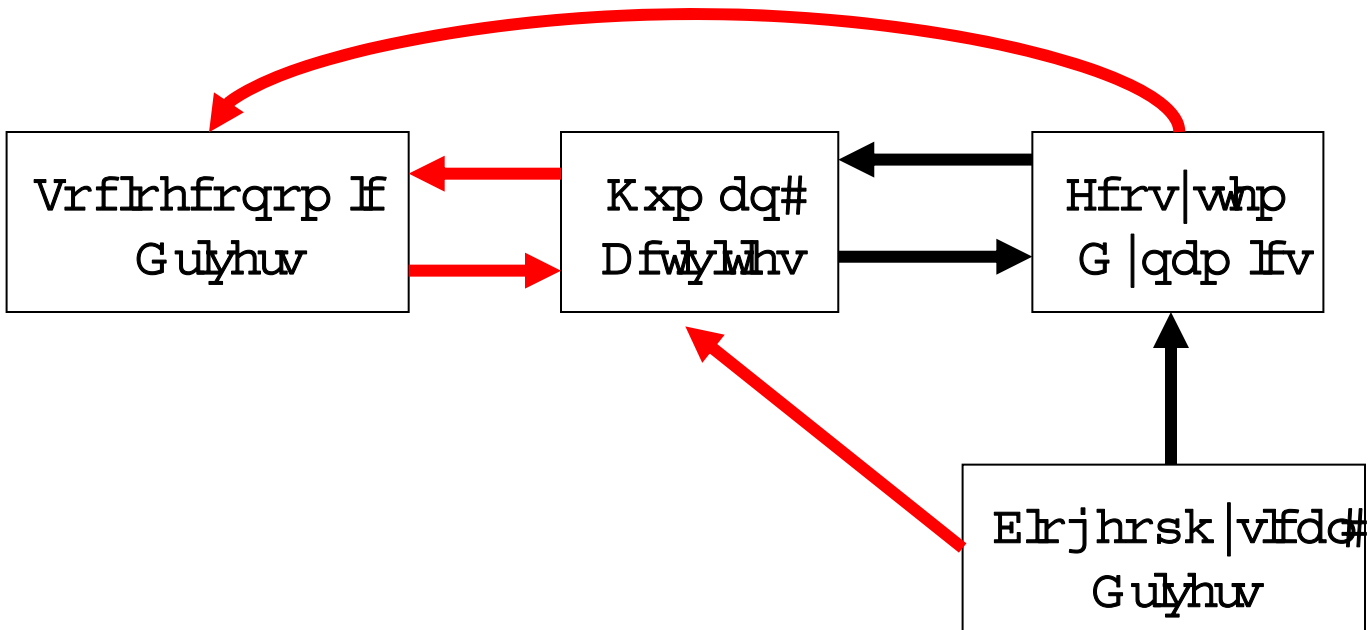 Vrflrhfrqrplf
Gulyhuv
Kxpdq#
Dfwlylwlhv
Hfrv|vwhp
G|qdplfv
Elrjhrsk|vlfdo#
Gulyhuv